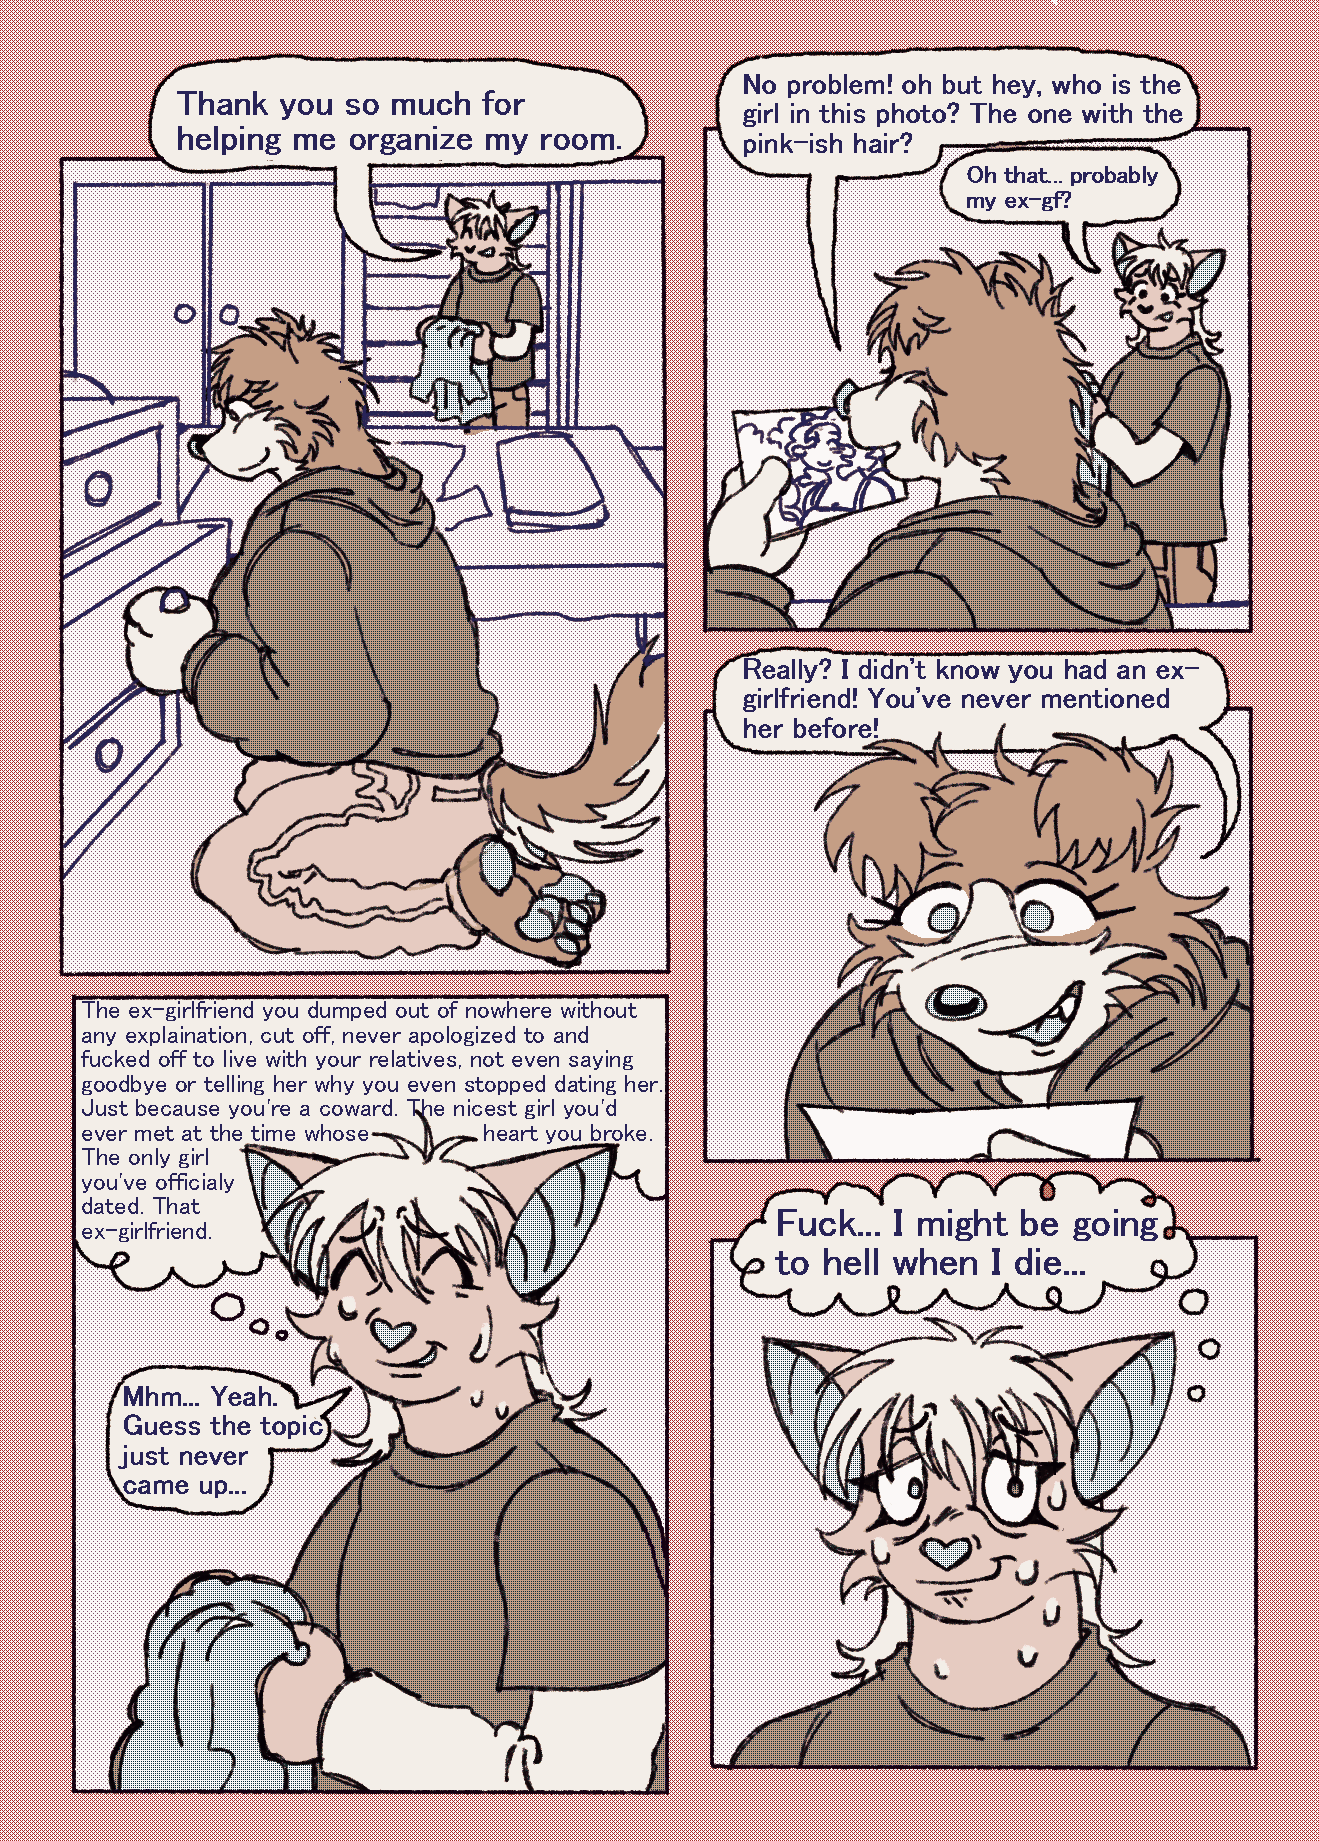 Thank you so much for
helping me organize my room.
No problem! oh but hey, who is the
girl in this photo? The one with the
pink-ish hair?
Oh that... probably
my ex-gf?
Really? I didn't know you had an ex-
girlfriend! You've never mentioned
her before!
The ex-girlfriend you dumped out of nowhere without
any explaination, cut off, never apologized to and
fucked off to live with your relatives, not even saying
goodbye or telling her why you even stopped dating her.
Just because you're a coward. The nicest girl you'd
ever met at the time whose heart you broke.
The only girl
you've officialy
dated. That
ex-girlfriend.
Mhm... Yeah.
Guess the topic
just never
came up...
Fuck... I might be going
to hell when I die...